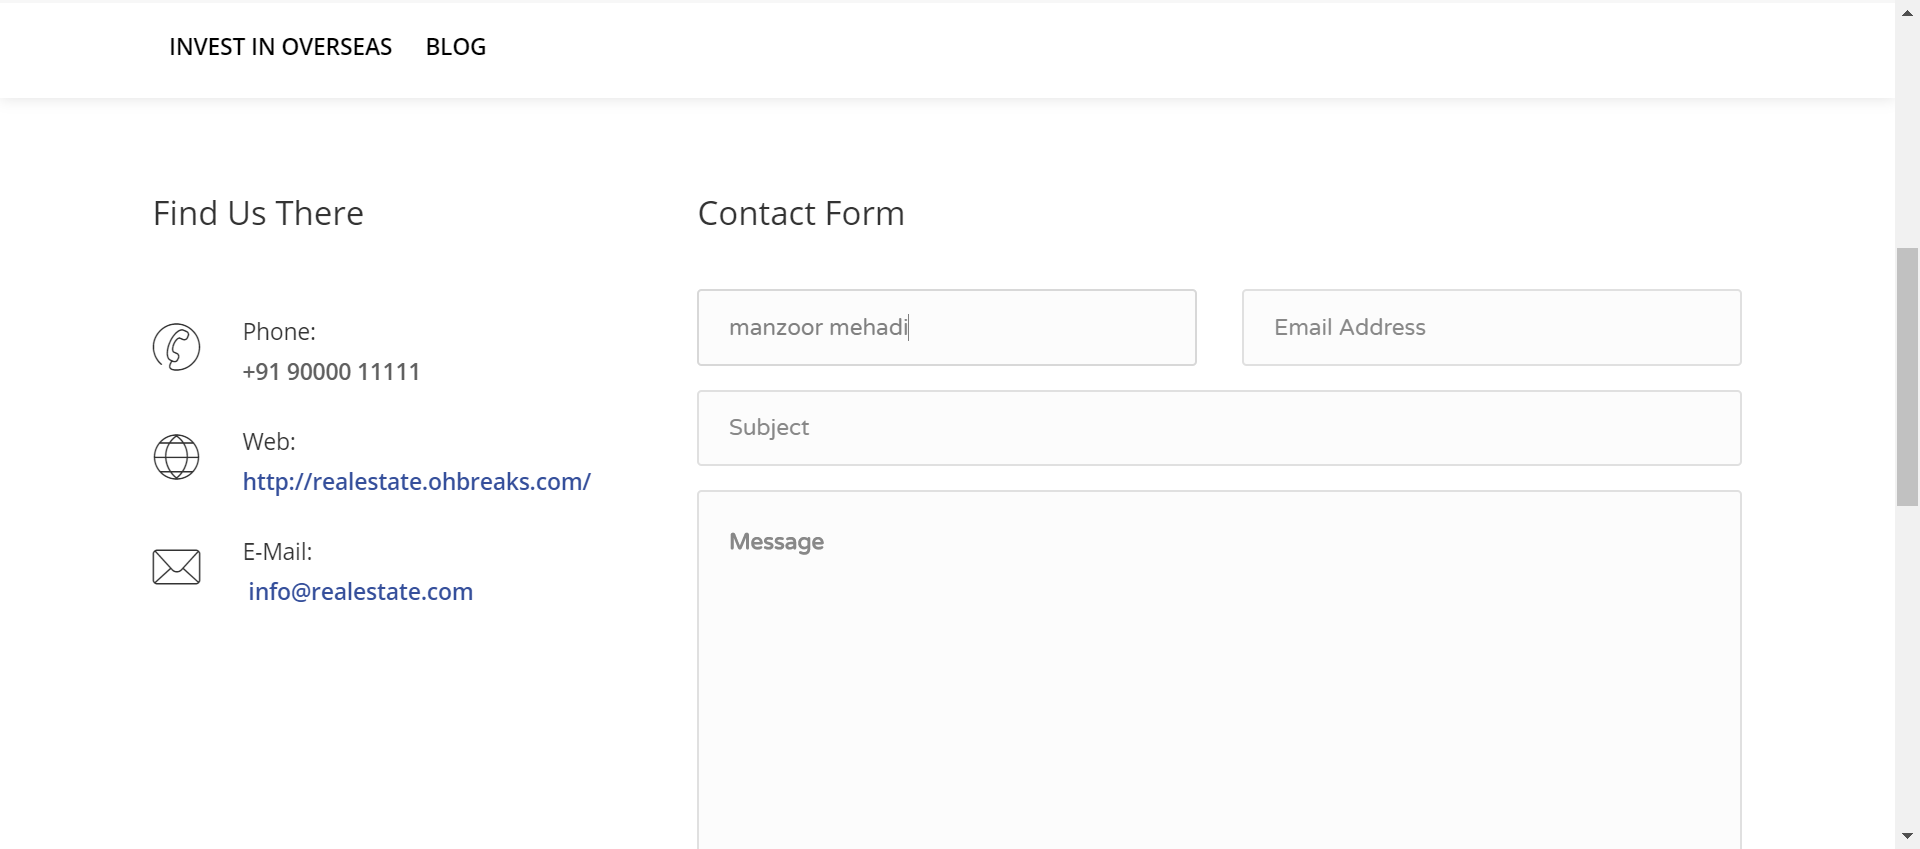 INVEST IN OVERSEAS BLOG
Find Us There
Phone:
+91 90000 11111
Web:
http://realestate.ohbreaks.com/
E-Mail:
info@realestate.com
Contact Form
manzoor mehadi
Email Address
Subject
Message